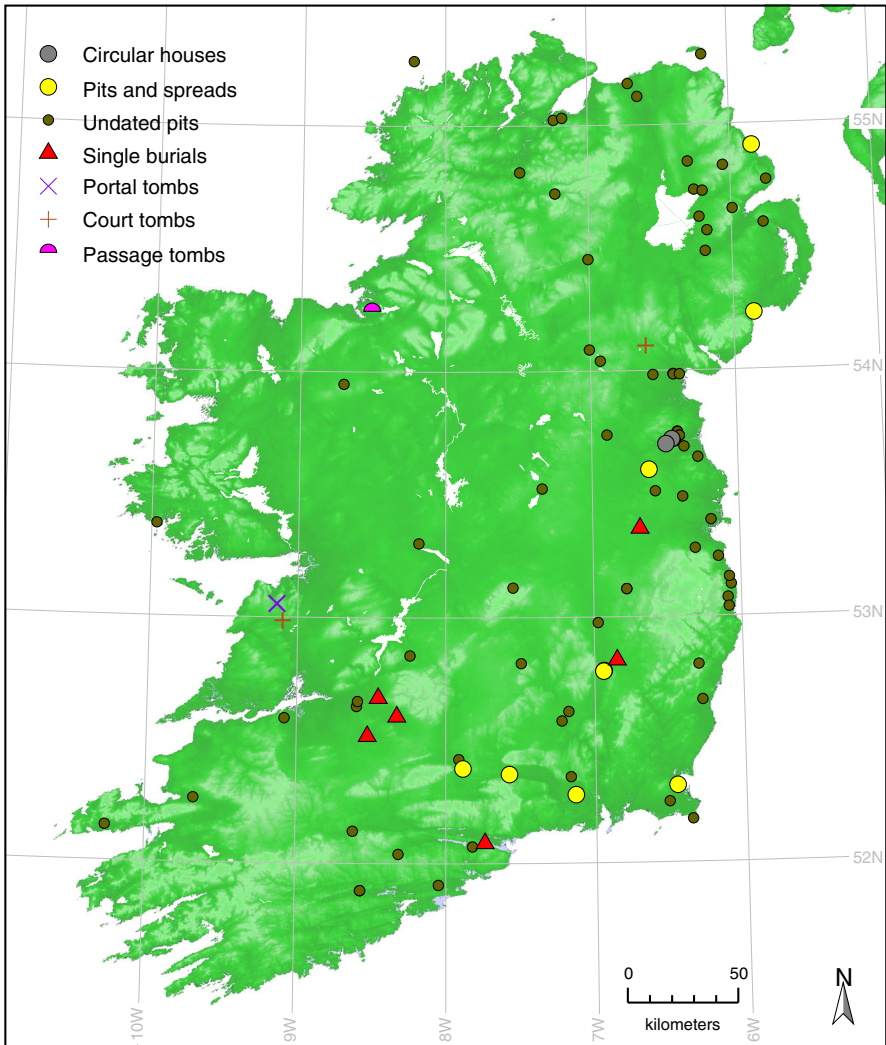 Circular houses
Pits and spreads
Undated pits
Single burials
Portal tombs
Court tombs
Passage tombs
55N
54N
53N
52N
0 50
kilometers
N
10W
9W
8W
7W
6W